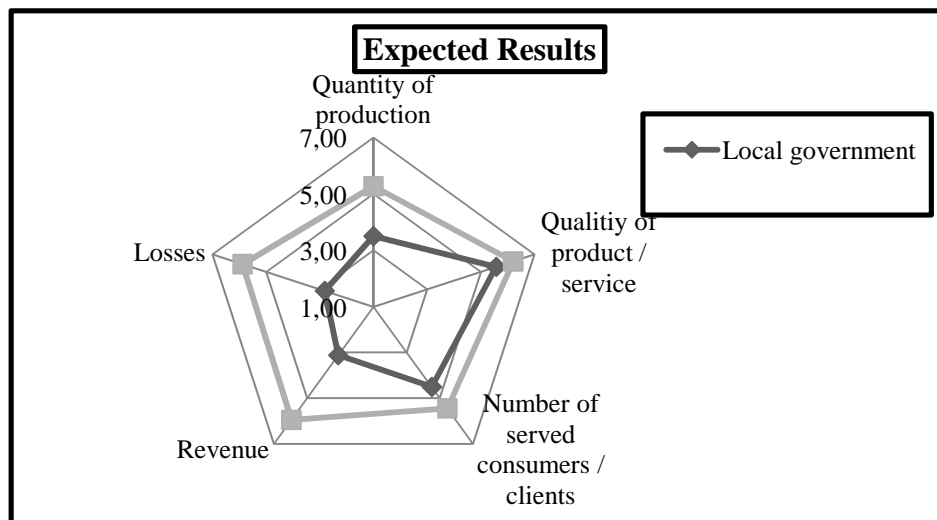 Expected Results
Quantity of
production
7,00
5,00
3,00
1,00
Local government
Qualitiy of
product /
service
Number of
served
consumers /
clients
Revenue
Losses